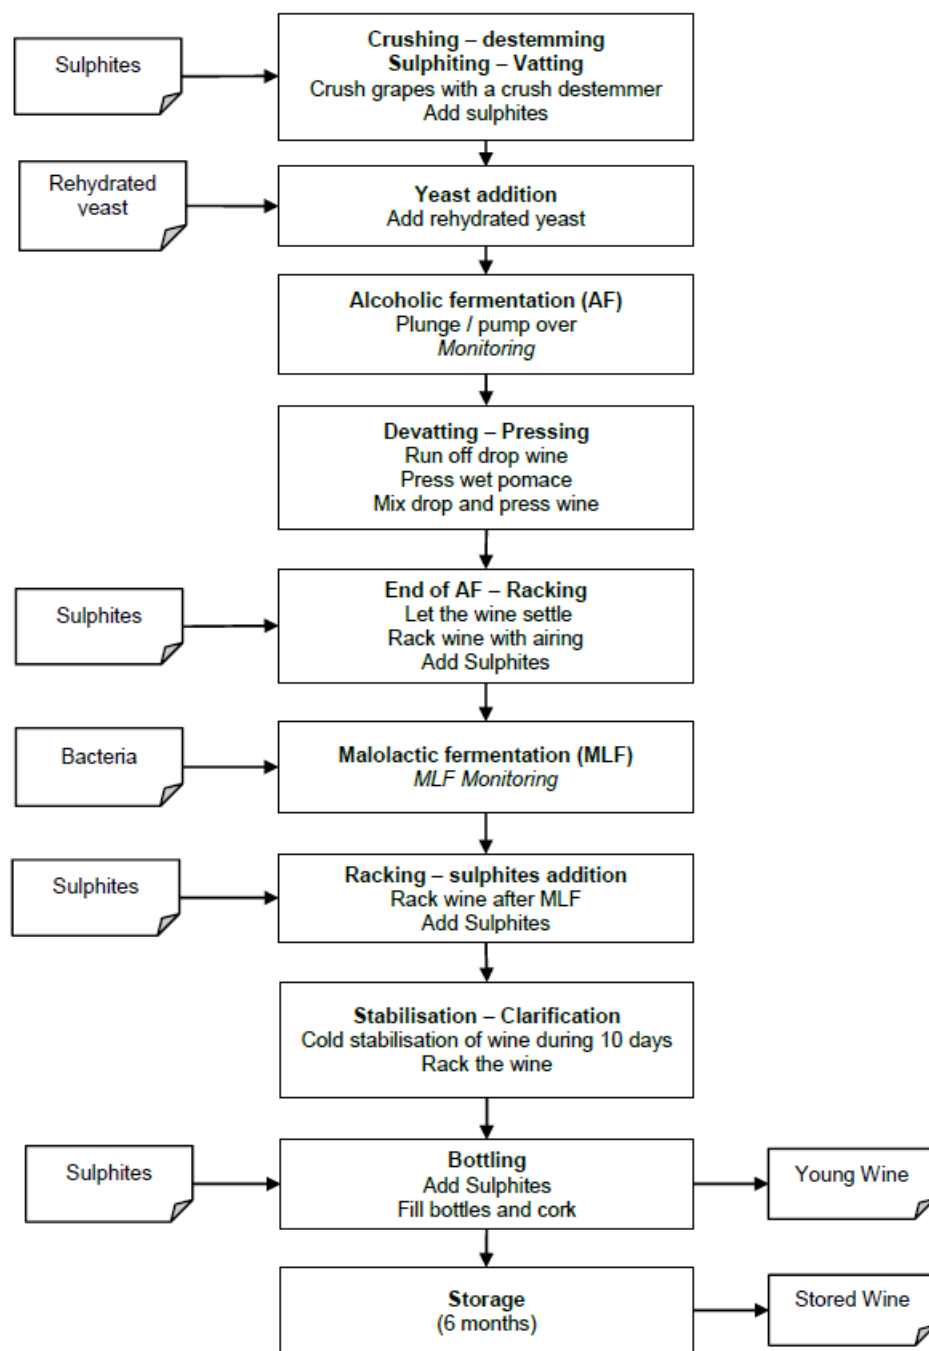 Sulphites
Crushing – destemming
Sulphiting – Vatting
Crush grapes with a crush destemmer
Add sulphites
Rehydrated
yeast
Yeast addition
Add rehydrated yeast
Alcoholic fermentation (AF)
Plunge / pump over
Monitoring
Devatting – Pressing
Run off drop wine
Press wet pomace
Mix drop and press wine
Sulphites
End of AF – Racking
Let the wine settle
Rack wine with airing
Add Sulphites
Bacteria
Malolactic fermentation (MLF)
MLF Monitoring
Sulphites
Racking – sulphites addition
Rack wine after MLF
Add Sulphites
Stabilisation – Clarification
Cold stabilisation of wine during 10 days
Rack the wine
Sulphites
Bottling
Add Sulphites
Fill bottles and cork
Young Wine
Storage
(6 months)
Stored Wine